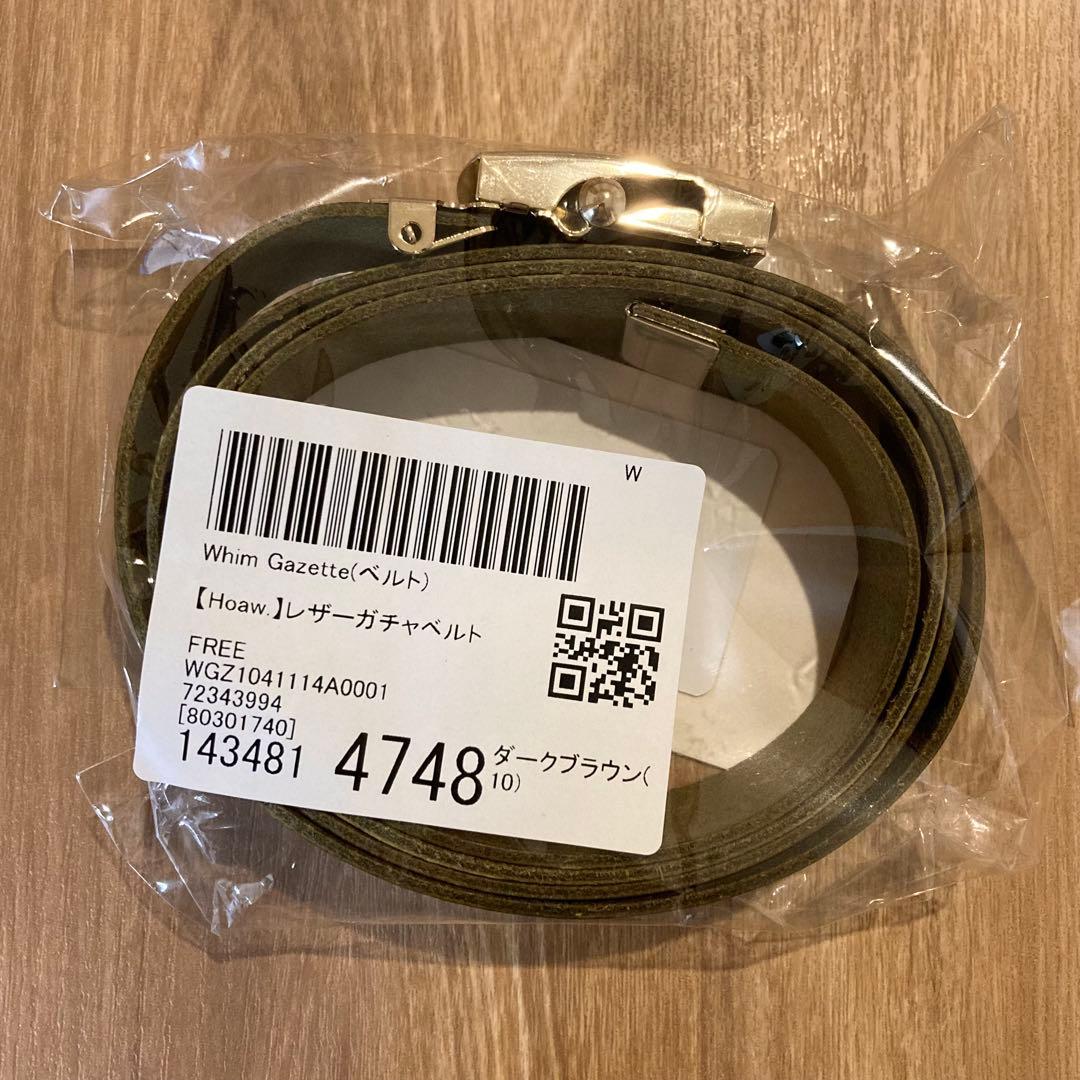 W
Whim Gazette(ベルト)
【Hoaw.】レザーガチャベルト
FREE
WGZ1041114A0001
72343994
[80301740]
143481 4748 ダークブラウン(
10)